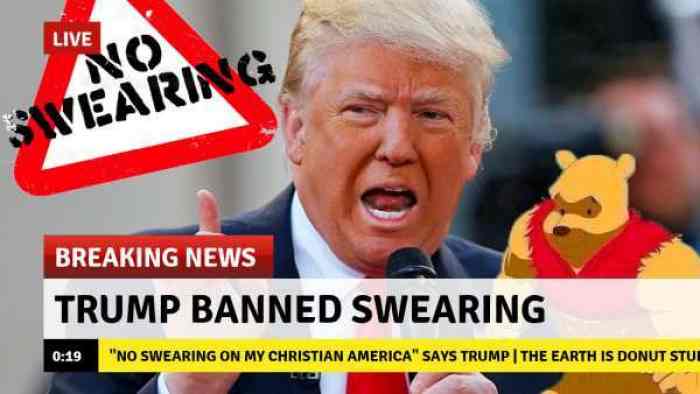 LIVE
NO
SWEARING
BREAKING NEWS
TRUMP BANNED SWEARING
0:19 "NO SWEARING ON MY CHRISTIAN AMERICA" SAYS TRUMP | THE EARTH IS DONUT STU